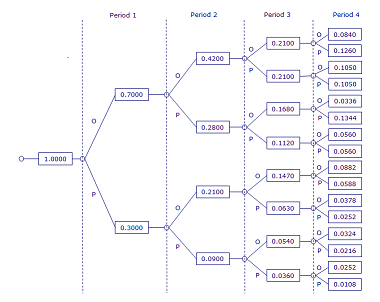 Period 1 Period 2 Period 3 Period 4
1.0000
O 0.7000
P 0.3000
O 0.4200
P 0.2800
O 0.2100
P 0.0900
O 0.2100
P 0.2100
0.1680
0.1120
O 0.1470
P 0.0630
O 0.0540
P 0.0360
O 0.0840
P 0.1260
O 0.1050
P 0.1050
O 0.0336
P 0.1344
O 0.0560
P 0.0560
O 0.0882
P 0.0588
O 0.0378
P 0.0252
O 0.0324
P 0.0216
O 0.0252
P 0.0108